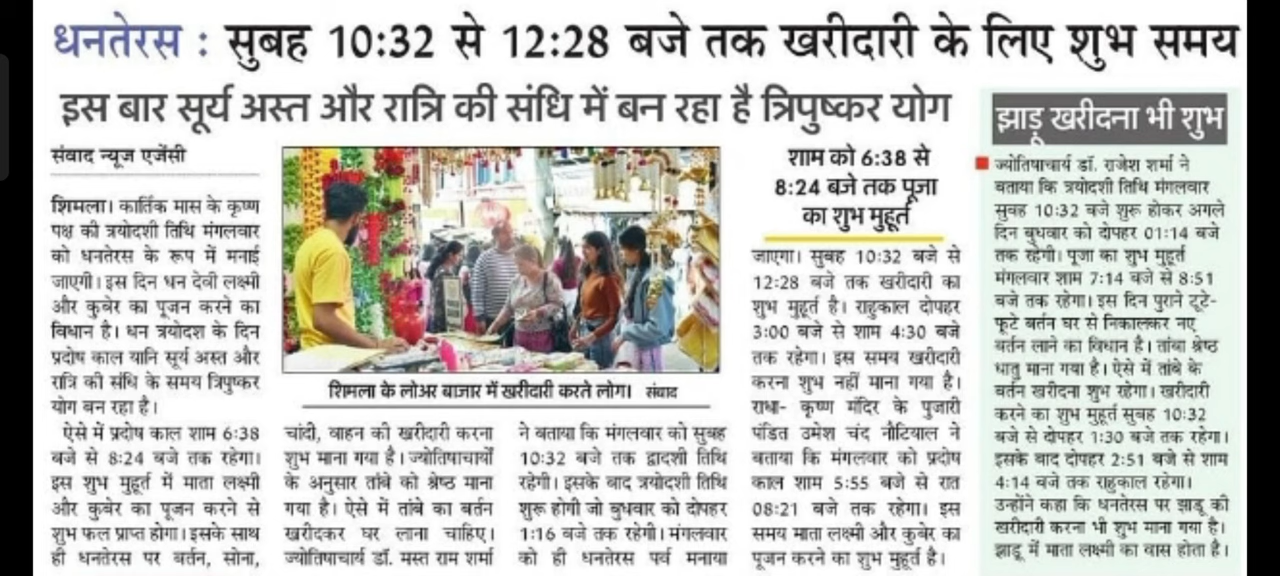 धनतेरस : सुबह 10:32 से 12:28 बजे तक खरीदारी के लिए शुभ समय
इस बार सूर्य अस्त और रात्रि की संधि में बन रहा है त्रिपुष्कर योग
संवाद न्यूज एजेंसी
शिमला। कार्तिक मास के कृष्ण
पक्ष की त्रयोदशी तिथि मंगलवार
को धनतेरस के रूप में मनाई
जाएगी। इस दिन धन देवी लक्ष्मी
और कुबेर का पूजन करने का
विधान है। धन त्रयोदश के दिन
प्रदोष काल यानि सूर्य अस्त और
रात्रि की संधि के समय त्रिपुष्कर
योग बन रहा है।
ऐसे में प्रदोष काल शाम 6:38
बजे से 8:24 बजे तक रहेगा।
इस शुभ मुहूर्त में माता लक्ष्मी
और कुबेर का पूजन करने से
शुभ फल प्राप्त होगा। इसके साथ
ही धनतेरस पर बर्तन, सोना,
शिमला के लोअर बाजार में खरीदारी करते लोग। संवाद
चांदी, वाहन की खरीदारी करना
शुभ माना गया है। ज्योतिषाचार्यों
के अनुसार तांबे को श्रेष्ठ माना
गया है। ऐसे में तांबे का बर्तन
खरीदकर घर लाना चाहिए।
ज्योतिषाचार्य डॉ. मस्त राम शर्मा
ने बताया कि मंगलवार को सुबह
10:32 बजे तक द्वादशी तिथि
रहेगी। इसके बाद त्रयोदशी तिथि
शुरू होगी जो बुधवार को दोपहर
1:16 बजे तक रहेगी। मंगलवार
को ही धनतेरस पर्व मनाया
शाम को 6:38 से
8:24 बजे तक पूजा
का शुभ मुहूर्त
जाएगा। सुबह 10:32 बजे से
12:28 बजे तक खरीदारी का
शुभ मुहूर्त है। राहुकाल दोपहर
3:00 बजे से शाम 4:30 बजे
तक रहेगा। इस समय खरीदारी
करना शुभ नहीं माना गया है।
राधा- कृष्ण मंदिर के पुजारी
पंडित उमेश चंद नौटियाल ने
बताया कि मंगलवार को प्रदोष
काल शाम 5:55 बजे से रात
08:21 बजे तक रहेगा। इस
समय माता लक्ष्मी और कुबेर का
पूजन करने का शुभ मुहूर्त है।
झाड़ू खरीदना भी शुभ
ज्योतिषाचार्य डॉ. राजेश शर्मा ने
बताया कि त्रयोदशी तिथि मंगलवार
सुबह 10:32 बजे शुरू होकर अगले
दिन बुधवार को दोपहर 01:14 बजे
तक रहेगी। पूजा का शुभ मुहूर्त
मंगलवार शाम 7:14 बजे से 8:51
बजे तक रहेगा। इस दिन पुराने टूटे-
फूटे बर्तन घर से निकालकर नए
बर्तन लाने का विधान है। तांबा श्रेष्ठ
धातु माना गया है। ऐसे में तांबे के
बर्तन खरीदना शुभ रहेगा। खरीदारी
करने का शुभ मुहूर्त सुबह 10:32
बजे से दोपहर 1:30 बजे तक रहेगा।
इसके बाद दोपहर 2:51 बजे से शाम
4:14 बजे तक राहुकाल रहेगा।
उन्होंने कहा कि धनतेरस पर झाड़ू की
खरीदारी करना भी शुभ माना गया है।
झाड़ू में माता लक्ष्मी का वास होता है।